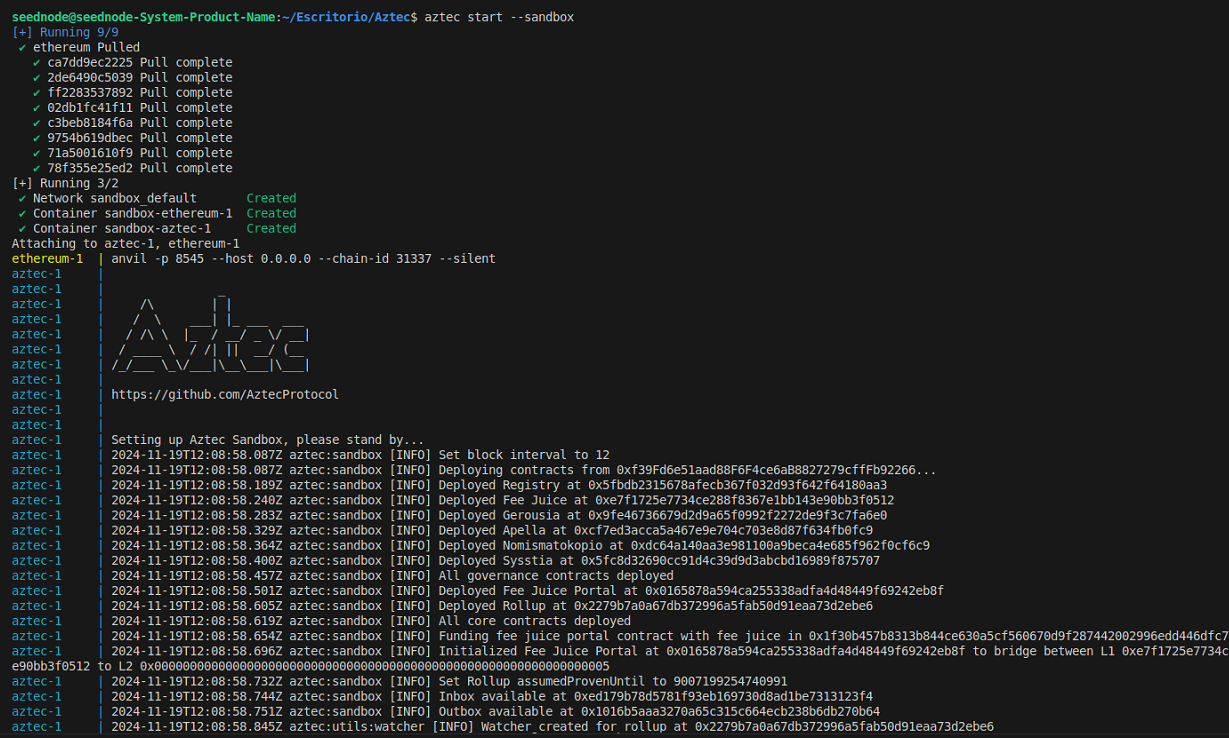 seednode@seednode-System-Product-Name:~/Escritorio/Aztec$ aztec start --sandbox
[+] Running 9/9
 ✔ ethereum Pulled
   ✔ ca7dd9ec2225 Pull complete
   ✔ 2de6490c5039 Pull complete
   ✔ ff2283537892 Pull complete
   ✔ 02db1fc41f11 Pull complete
   ✔ c3beb8184f6a Pull complete
   ✔ 9754b619dbec Pull complete
   ✔ 71a5001610f9 Pull complete
   ✔ 78f355e25ed2 Pull complete
[+] Running 3/2
 ✔ Network sandbox_default       Created
 ✔ Container sandbox-ethereum-1  Created
 ✔ Container sandbox-aztec-1     Created
Attaching to aztec-1, ethereum-1
ethereum-1  | anvil -p 8545 --host 0.0.0.0 --chain-id 31337 --silent
aztec-1     |
aztec-1     |                _
aztec-1     |     /\        | |
aztec-1     |    /  \    ___| |_ ___  ___
aztec-1     |   / /\ \  |_  / __/ _ \/ __|
aztec-1     |  / ____ \  / /| ||  __/ (__
aztec-1     | /_/___ \_\/___|\__\___|\___|
aztec-1     |
aztec-1     | https://github.com/AztecProtocol
aztec-1     |
aztec-1     |
aztec-1     | Setting up Aztec Sandbox, please stand by...
aztec-1     | 2024-11-19T12:08:58.087Z aztec:sandbox [INFO] Set block interval to 12
aztec-1     | 2024-11-19T12:08:58.087Z aztec:sandbox [INFO] Deploying contracts from 0xf39Fd6e51aad88F6F4ce6aB8827279cffFb92266...
aztec-1     | 2024-11-19T12:08:58.189Z aztec:sandbox [INFO] Deployed Registry at 0x5fbdb2315678afecb367f032d93f642f64180aa3
aztec-1     | 2024-11-19T12:08:58.240Z aztec:sandbox [INFO] Deployed Fee Juice at 0xe7f1725e7734ce288f8367e1bb143e90bb3f0512
aztec-1     | 2024-11-19T12:08:58.283Z aztec:sandbox [INFO] Deployed Gerousia at 0x9fe46736679d2d9a65f0992f2272de9f3c7fa6e0
aztec-1     | 2024-11-19T12:08:58.329Z aztec:sandbox [INFO] Deployed Apella at 0xcf7ed3acca5a467e9e704c703e8d87f634fb0fc9
aztec-1     | 2024-11-19T12:08:58.364Z aztec:sandbox [INFO] Deployed Nomismatokopio at 0xdc64a140aa3e981100a9beca4e685f962f0cf6c9
aztec-1     | 2024-11-19T12:08:58.400Z aztec:sandbox [INFO] Deployed Sysstia at 0x5fc8d32690cc91d4c39d9d3abcbd16989f875707
aztec-1     | 2024-11-19T12:08:58.457Z aztec:sandbox [INFO] All governance contracts deployed
aztec-1     | 2024-11-19T12:08:58.501Z aztec:sandbox [INFO] Deployed Fee Juice Portal at 0x0165878a594ca255338adfa4d48449f69242eb8f
aztec-1     | 2024-11-19T12:08:58.605Z aztec:sandbox [INFO] Deployed Rollup at 0x2279b7a0a67db372996a5fab50d91eaa73d2ebe6
aztec-1     | 2024-11-19T12:08:58.619Z aztec:sandbox [INFO] All core contracts deployed
aztec-1     | 2024-11-19T12:08:58.654Z aztec:sandbox [INFO] Funding fee juice portal contract with fee juice in 0x1f30b457b8313b844ce630a5cf560670d9f287442002996edd446dfc7
aztec-1     | 2024-11-19T12:08:58.696Z aztec:sandbox [INFO] Initialized Fee Juice Portal at 0x0165878a594ca255338adfa4d48449f69242eb8f to bridge between L1 0xe7f1725e7734c
e90bb3f0512 to L2 0x0000000000000000000000000000000000000000000000000000000000000005
aztec-1     | 2024-11-19T12:08:58.732Z aztec:sandbox [INFO] Set Rollup assumedProvenUntil to 9007199254740991
aztec-1     | 2024-11-19T12:08:58.744Z aztec:sandbox [INFO] Inbox available at 0xed179b78d5781f93eb169730d8ad1be7313123f4
aztec-1     | 2024-11-19T12:08:58.751Z aztec:sandbox [INFO] Outbox available at 0x1016b5aaa3270a65c315c664ecb238b6db270b64
aztec-1     | 2024-11-19T12:08:58.845Z aztec:utils:watcher [INFO] Watcher created for rollup at 0x2279b7a0a67db372996a5fab50d91eaa73d2ebe6